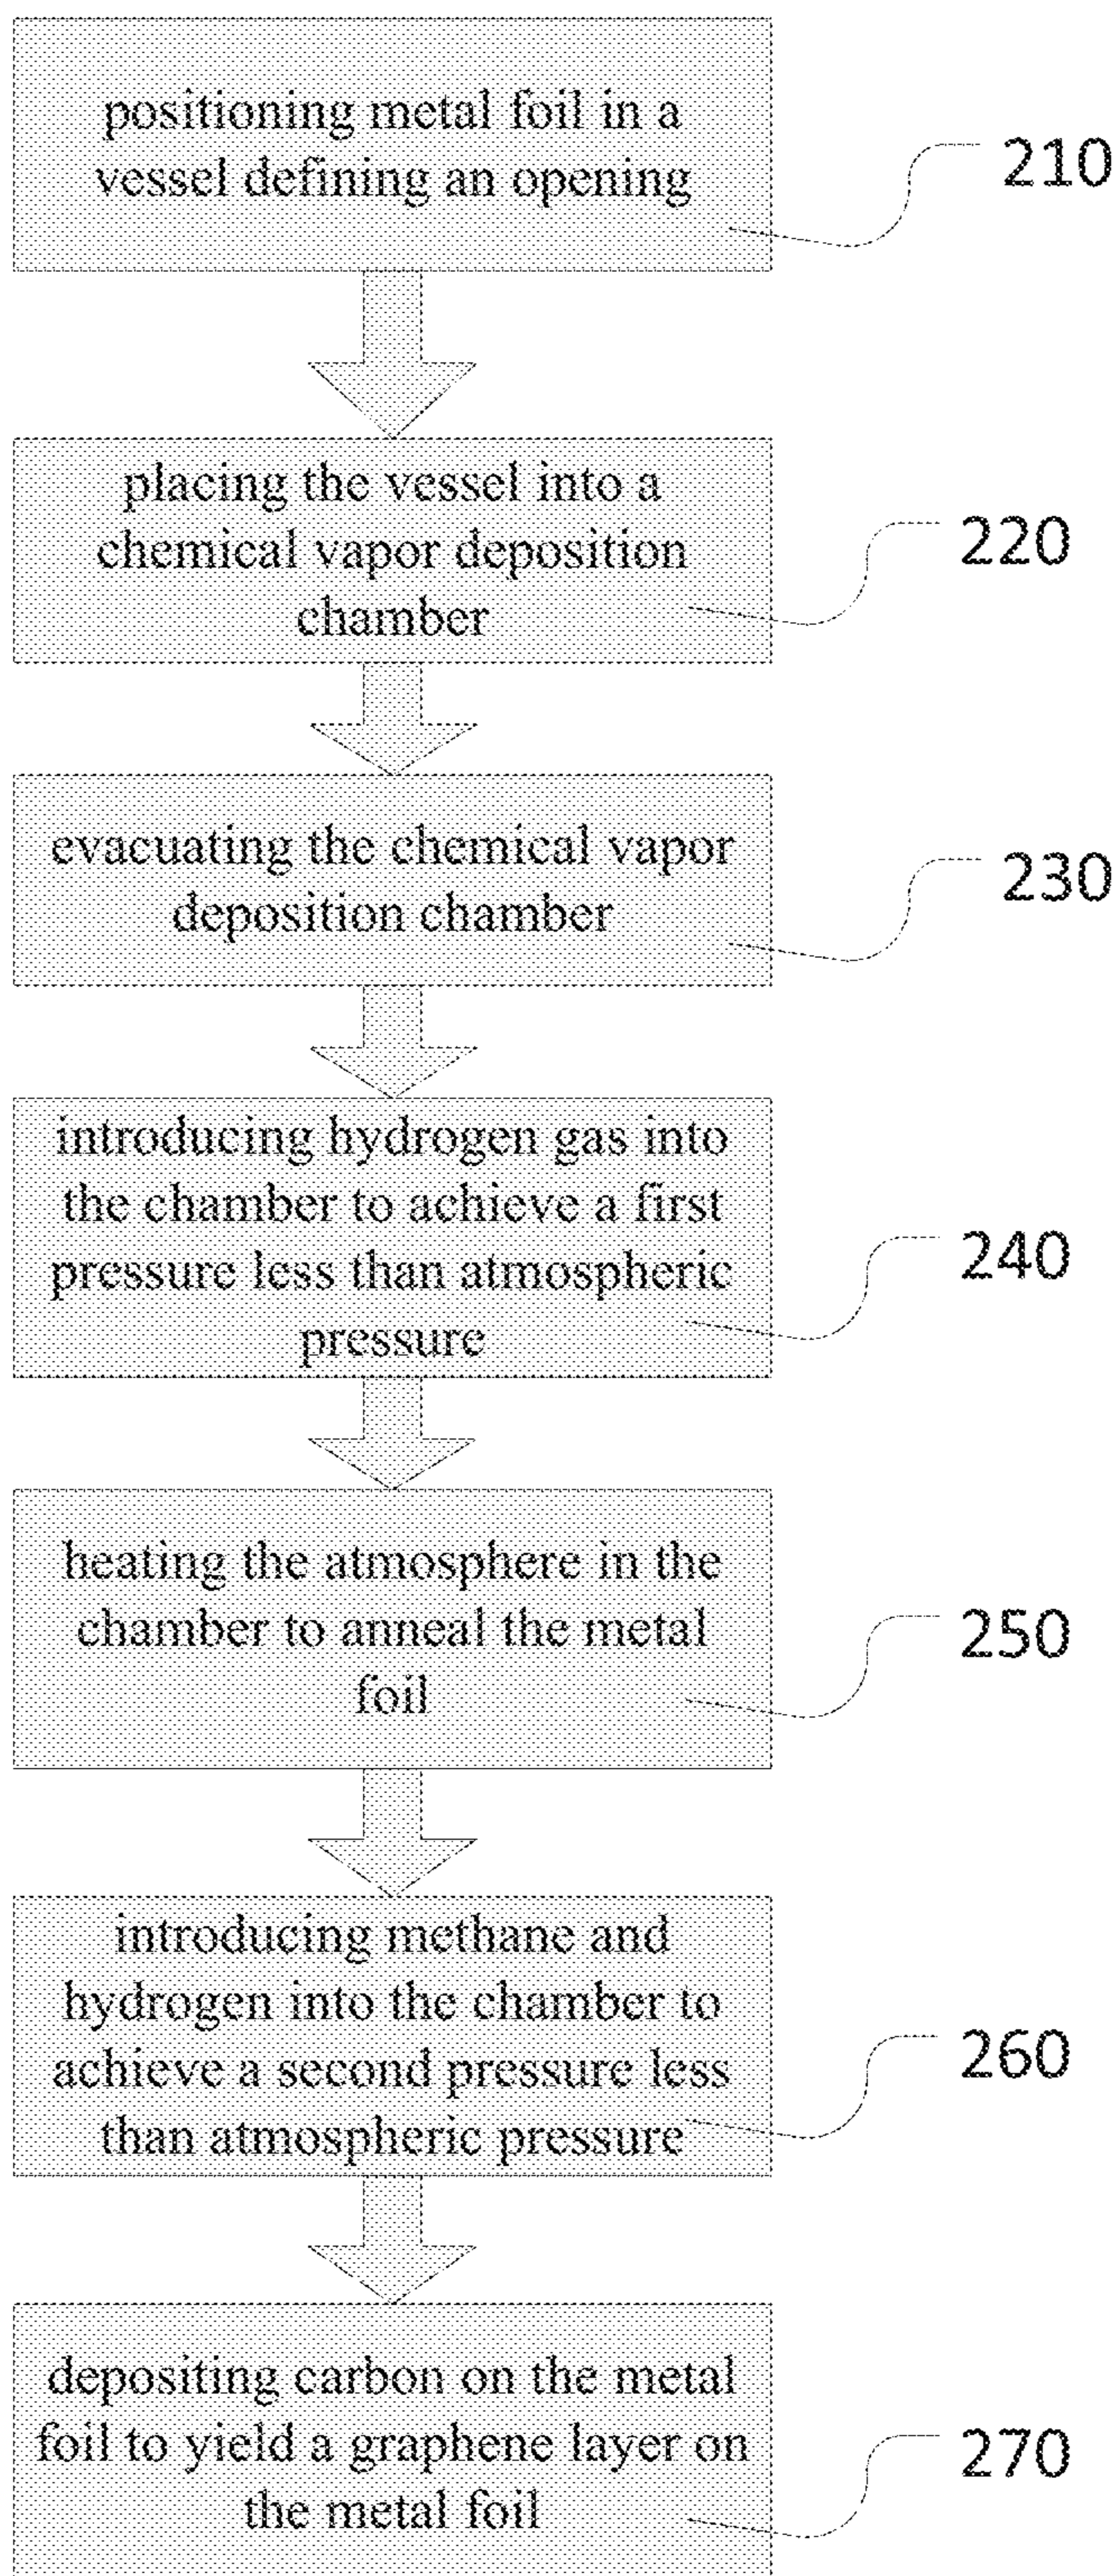 positioning metal foil in a
vessel defining an opening
210
placing the vessel into a
chemical vapor deposition
chamber
220
evacuating the chemical vapor
deposition chamber
230
introducing hydrogen gas into
the chamber to achieve a first
pressure less than atmospheric
pressure
240
heating the atmosphere in the
chamber to anneal the metal
foil
250
introducing methane and
hydrogen into the chamber to
achieve a second pressure less
than atmospheric pressure
260
depositing carbon on the metal
foil to yield a graphene layer on
the metal foil
270